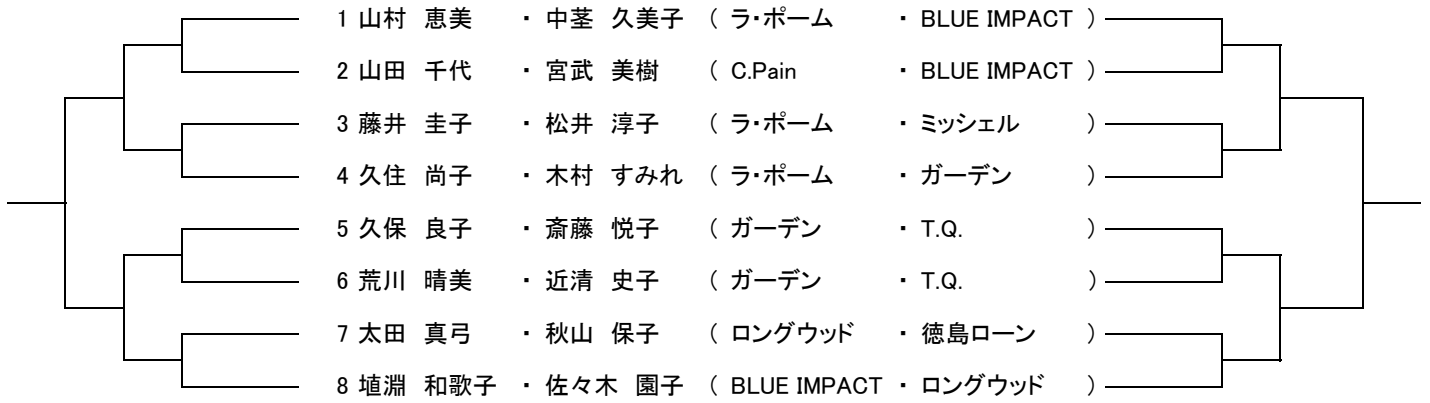 1 山村 恵美 ・ 中茎 久美子 ( ラ・ポーム ・ BLUE IMPACT )
2 山田 千代 ・ 宮武 美樹 ( C.Pain ・ BLUE IMPACT )
3 藤井 圭子 ・ 松井 淳子 ( ラ・ポーム ・ ミッシェル )
4 久住 尚子 ・ 木村 すみれ ( ラ・ポーム ・ ガーデン )
5 久保 良子 ・ 斎藤 悦子 ( ガーデン ・ T.Q. )
6 荒川 晴美 ・ 近清 史子 ( ガーデン ・ T.Q. )
7 太田 真弓 ・ 秋山 保子 ( ロングウッド ・ 徳島ローン )
8 埴淵 和歌子 ・ 佐々木 園子 ( BLUE IMPACT ・ ロングウッド )